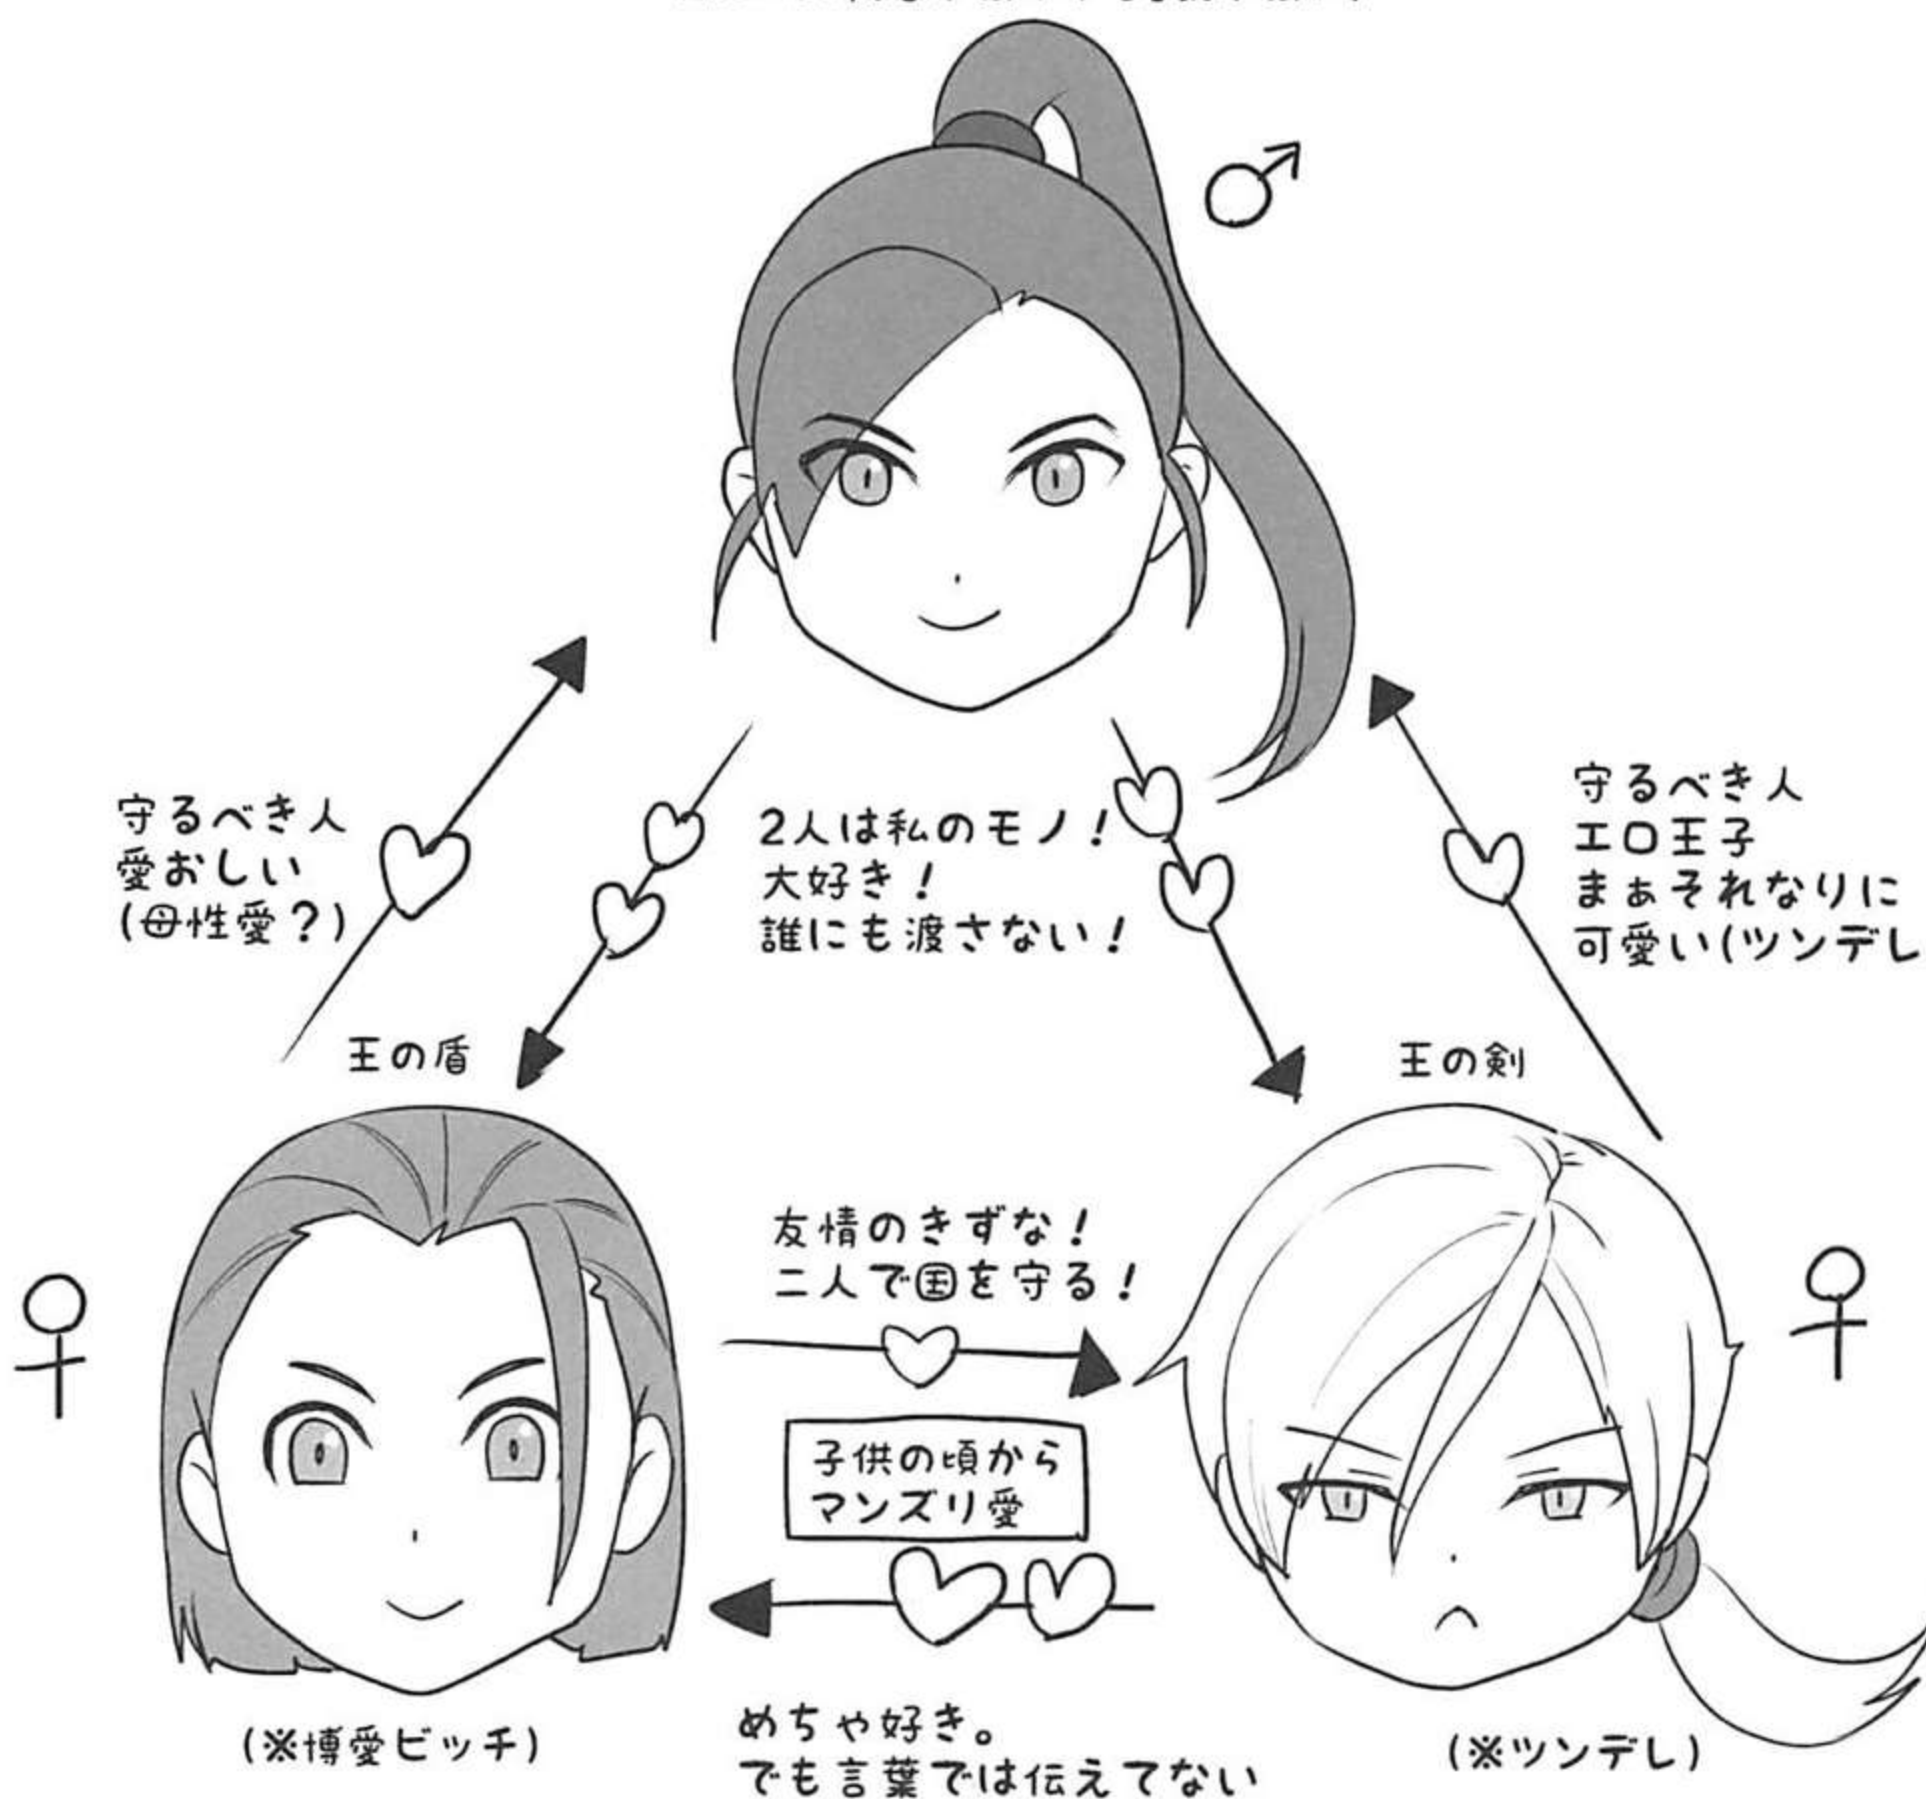 守るべき人
愛おしい
(母性愛?)
2人は私のモノ!
大好き!
誰にも渡さない!
守るべき人
エロ王子
まぁそれなりに
可愛い(ツンデレ
王の盾
王の剣
友情のきずな!
二人で国を守る!
子供の頃から
マンズリ愛
(※博愛ビッチ)
めちゃ好き。
でも言葉では伝えてない
(※ツンデレ)